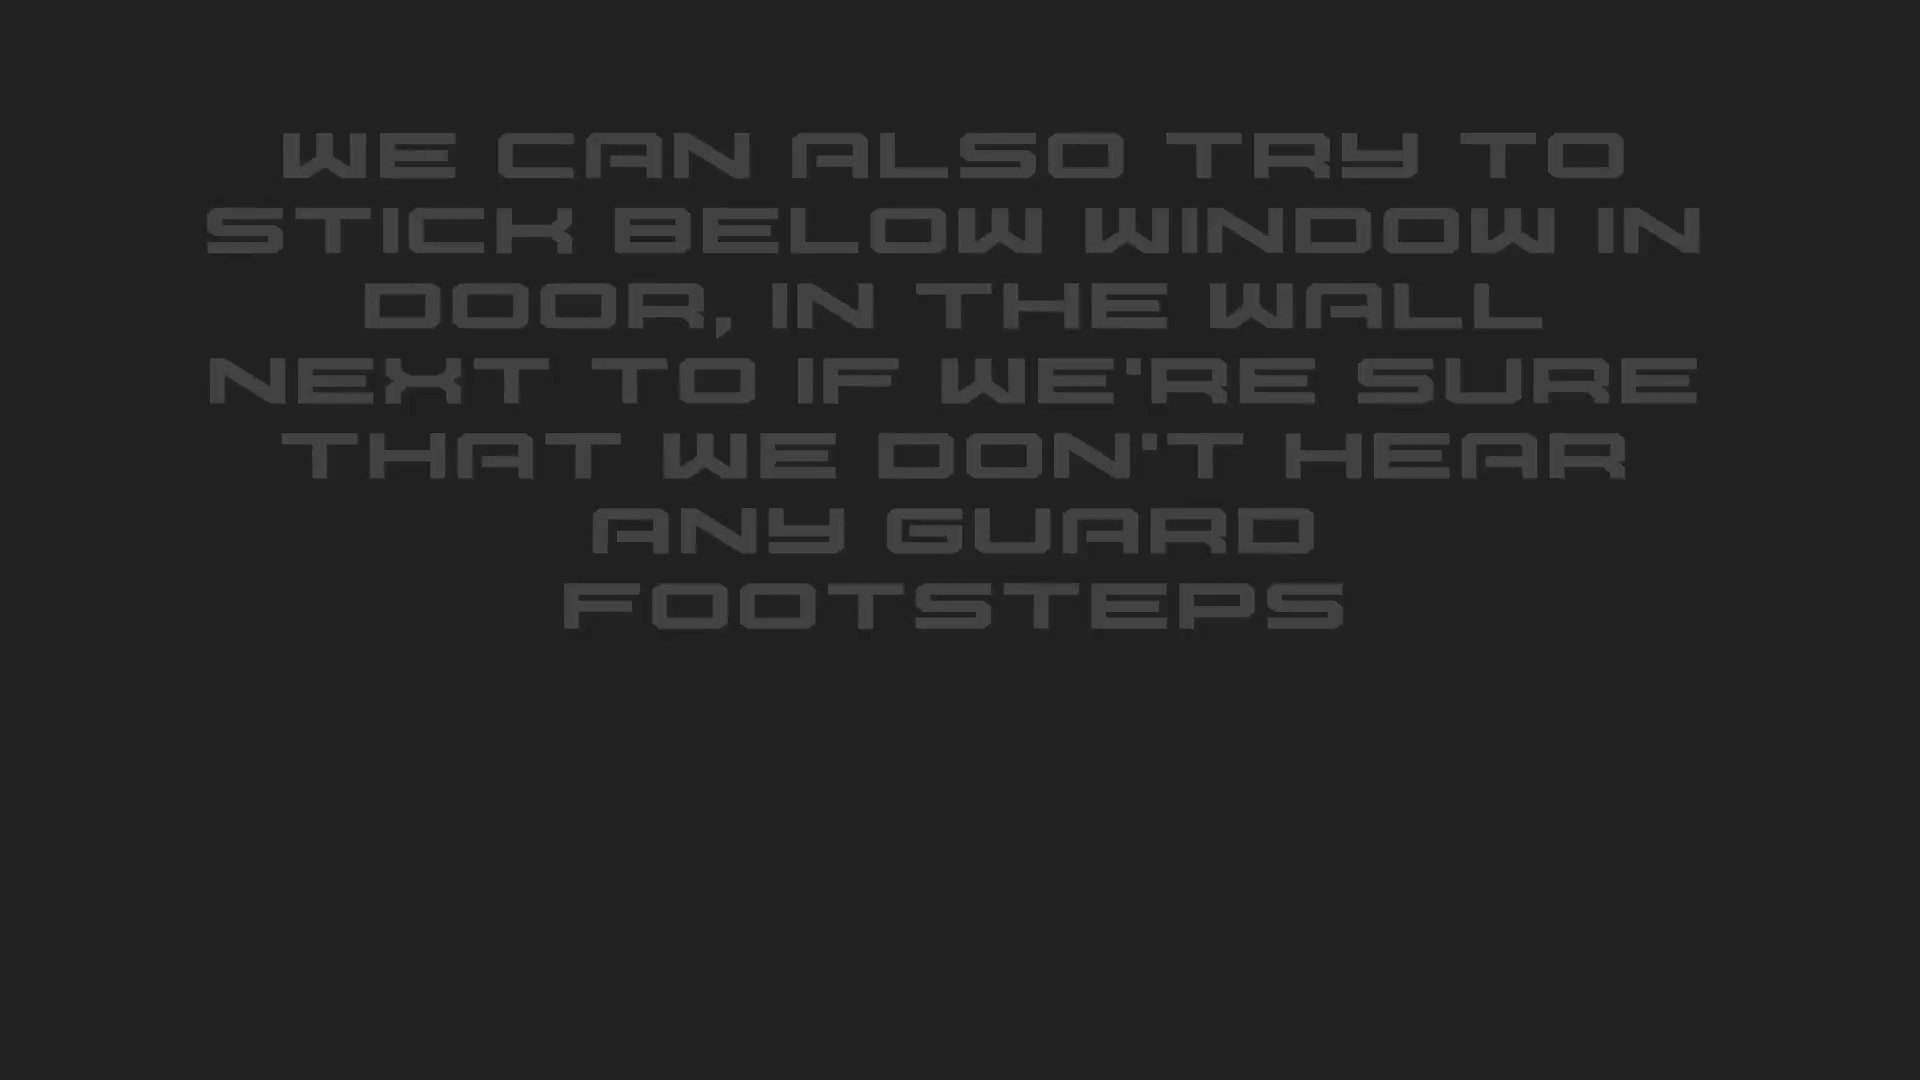 WE CAN ALSO TRY TO
STICK BELOW WINDOW IN
DOOR, IN THE WALL
NEXT TO IF WE'RE SURE
THAT WE DON'T HEAR
ANY GUARD
FOOTSTEPS